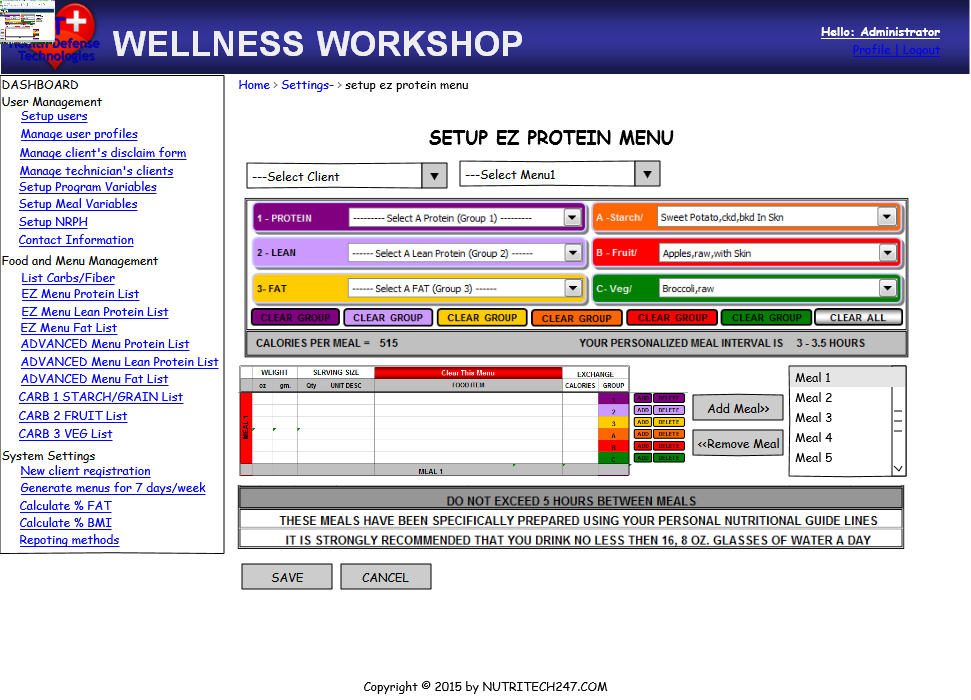 Health Defense
Technologies
WELLNESS WORKSHOP
Hello: Administrator
Profile | Logout
DASHBOARD
User Management
Setup users
Manage user profiles
Manage client's disclaim form
Manage technician's clients
Setup Program Variables
Setup Meal Variables
Setup NRPH
Contact Information
Food and Menu Management
List Carbs/Fiber
EZ Menu Protein List
EZ Menu Lean Protein List
EZ Menu Fat List
ADVANCED Menu Protein List
ADVANCED Menu Lean Protein List
ADVANCED Menu Fat List
CARB 1 STARCH/GRAIN List
CARB 2 FRUIT List
CARB 3 VEG List
System Settings
New client registration
Generate menus for 7 days/week
Calculate % FAT
Calculate % BMI
Repoting methods
Home > Settings- > setup ez protein menu
SETUP EZ PROTEIN MENU
---Select Client
---Select Menu1
1 - PROTEIN --------- Select A Protein (Group 1) ---------
A -Starch/ Sweet Potato,ckd,bkd In Skn
2 - LEAN ------ Select A Lean Protein (Group 2) ------
B - Fruit/ Apples,raw,with Skin
3- FAT ------ Select A FAT (Group 3) ------
C- Veg/ Broccoli,raw
CLEAR GROUP CLEAR GROUP CLEAR GROUP CLEAR GROUP CLEAR GROUP CLEAR GROUP CLEAR ALL
CALORIES PER MEAL = 515 YOUR PERSONALIZED MEAL INTERVAL IS 3 - 3.5 HOURS
WEIGHT SERVING SIZE Clear This Menu EXCHANGE
oz gm. Qty UNIT DESC FOOD ITEM CALORIES GROUP
MEAL 1
1 ADD DELETE
2 ADD DELETE
3 ADD DELETE
A ADD DELETE
B ADD DELETE
C ADD DELETE
MEAL 1
Add Meal>>
<<Remove Meal
Meal 1
Meal 2
Meal 3
Meal 4
Meal 5
DO NOT EXCEED 5 HOURS BETWEEN MEALS
THESE MEALS HAVE BEEN SPECIFICALLY PREPARED USING YOUR PERSONAL NUTRITIONAL GUIDE LINES
IT IS STRONGLY RECOMMENDED THAT YOU DRINK NO LESS THEN 16, 8 OZ. GLASSES OF WATER A DAY
SAVE
CANCEL
Copyright © 2015 by NUTRITECH247.COM